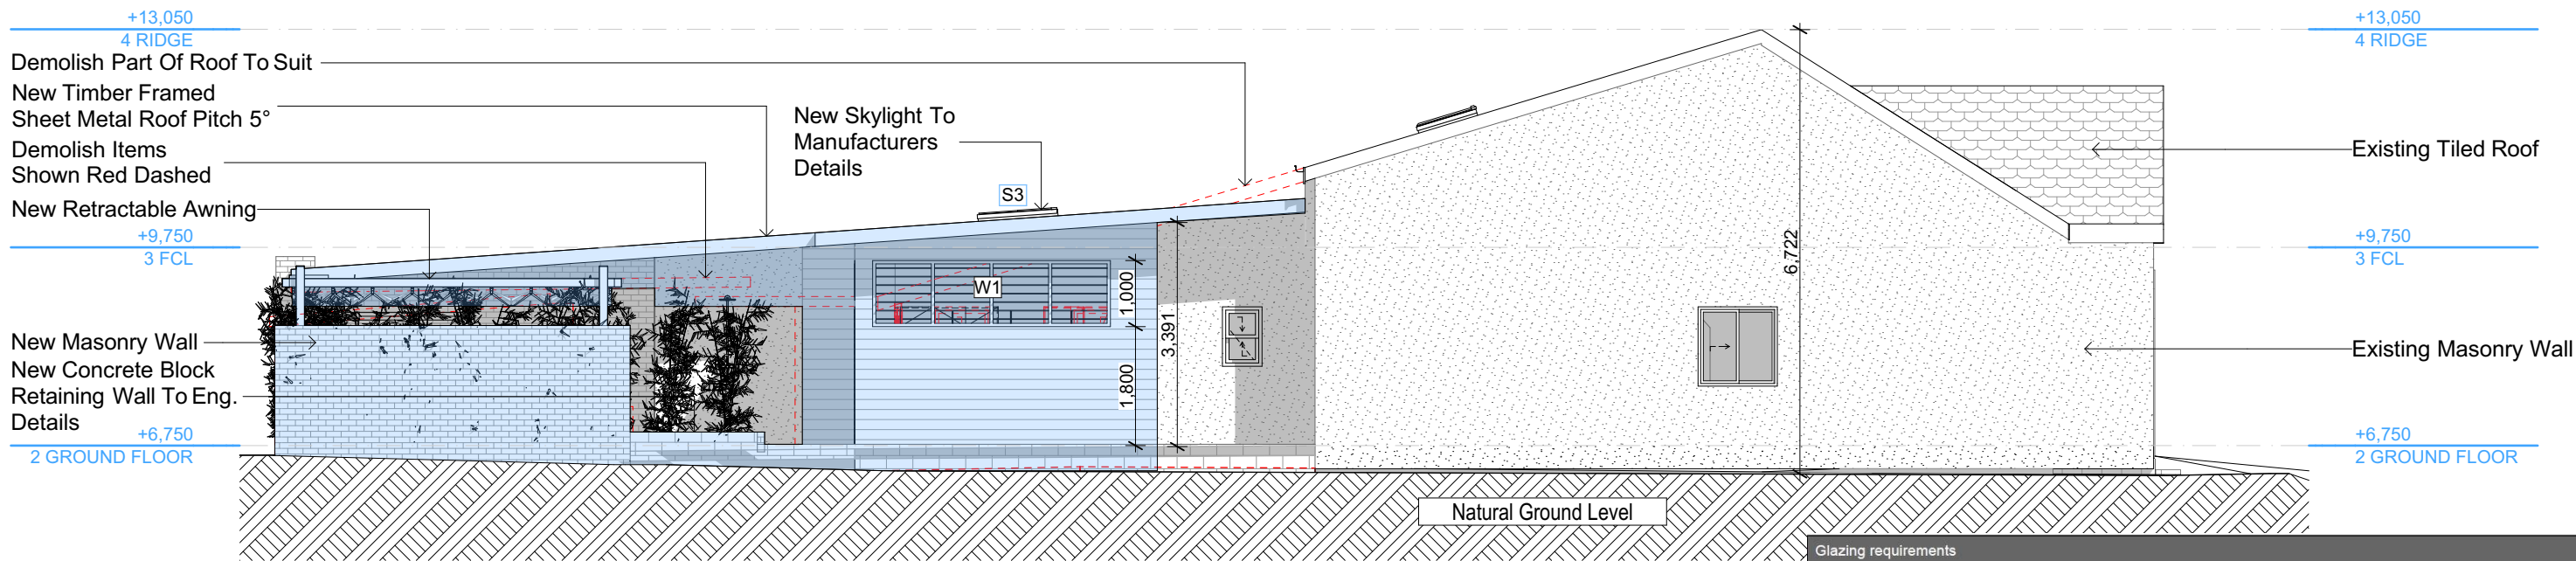 +13,050
4 RIDGE
Demolish Part Of Roof To Suit
New Timber Framed
Sheet Metal Roof Pitch 5°
Demolish Items
Shown Red Dashed
New Retractable Awning
+9,750
3 FCL
New Masonry Wall
New Concrete Block
Retaining Wall To Eng.
Details
+6,750
2 GROUND FLOOR
New Skylight To
Manufacturers
Details
S3
W1
1,000
1,800
3,391
6,722
Natural Ground Level
+13,050
4 RIDGE
Existing Tiled Roof
+9,750
3 FCL
Existing Masonry Wall
+6,750
2 GROUND FLOOR
Glazing requirements